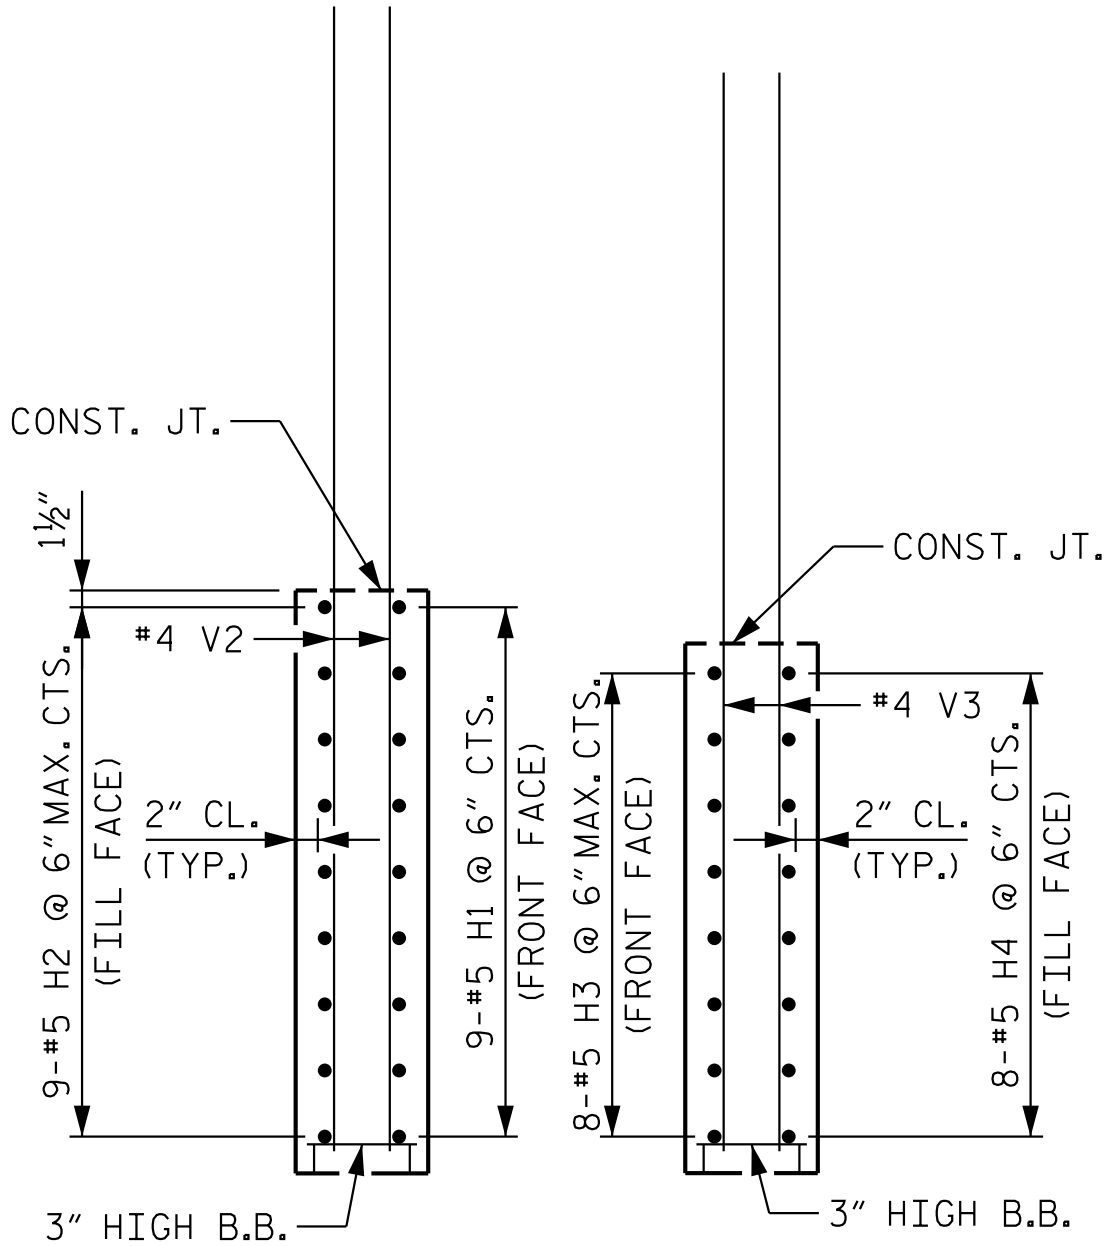 CONST. JT.
1½"
#4 V2
9-#5 H2 @ 6"MAX. CTS.
(FILL FACE)
2" CL.
(TYP.)
9-#5 H1 @ 6" CTS.
(FRONT FACE)
3" HIGH B.B.
CONST. JT.
#4 V3
8-#5 H3 @ 6"MAX. CTS.
(FRONT FACE)
2" CL.
(TYP.)
8-#5 H4 @ 6" CTS.
(FILL FACE)
3" HIGH B.B.